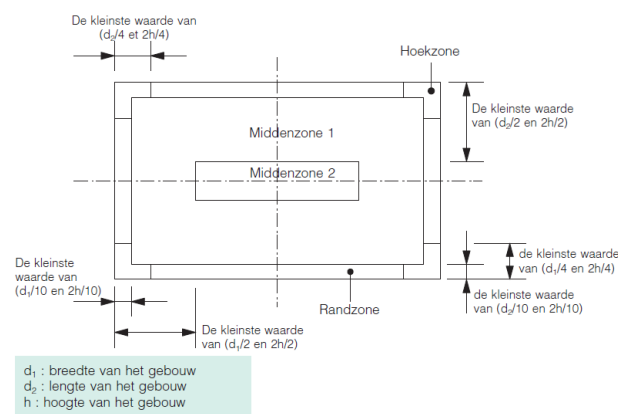 De kleinste waarde van
(d₂/4 et 2h/4)
Hoekzone
De kleinste waarde
van (d₂/2 en 2h/2)
Middenzone 1
Middenzone 2
De kleinste
waarde van
(d₁/10 en 2h/10)
de kleinste waarde
van (d₁/4 en 2h/4)
de kleinste waarde
van (d₂/10 en 2h/10)
Randzone
De kleinste waarde
van (d₁/2 en 2h/2)
d₁ : breedte van het gebouw
d₂ : lengte van het gebouw
h : hoogte van het gebouw